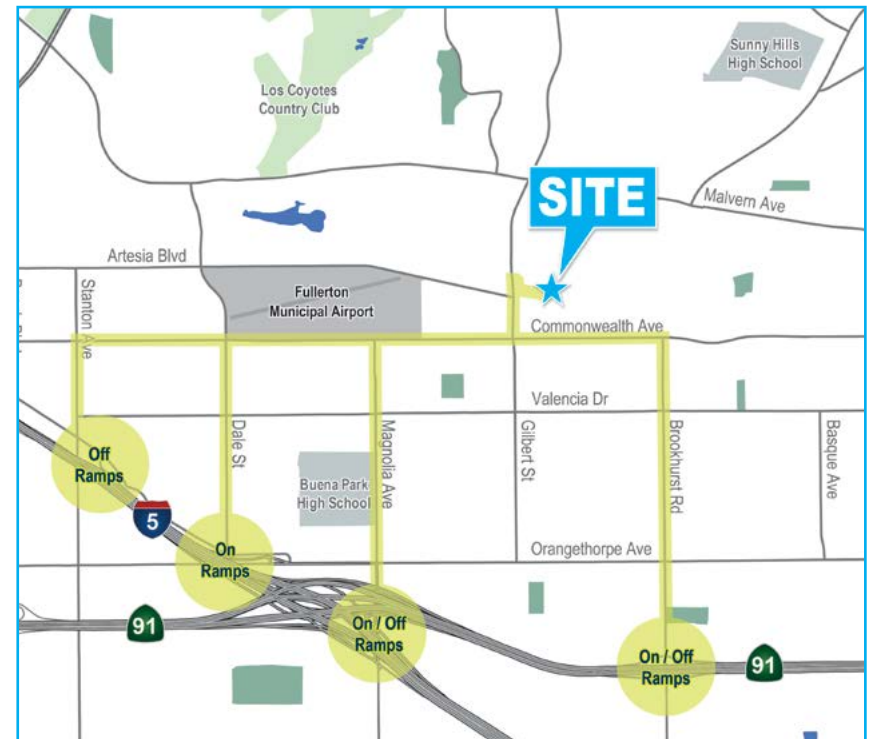 Sunny Hills
High School
Los Coyotes
Country Club
SITE
Malvern Ave
Artesia Blvd
Stanton Ave
Fullerton
Municipal Airport
Commonwealth Ave
Valencia Dr
Dale St
Magnolia Ave
Gilbert St
Brookhurst Rd
Basque Ave
Off
Ramps
Buena Park
High School
5
On
Ramps
Orangethorpe Ave
91
On / Off
Ramps
On / Off
Ramps
91